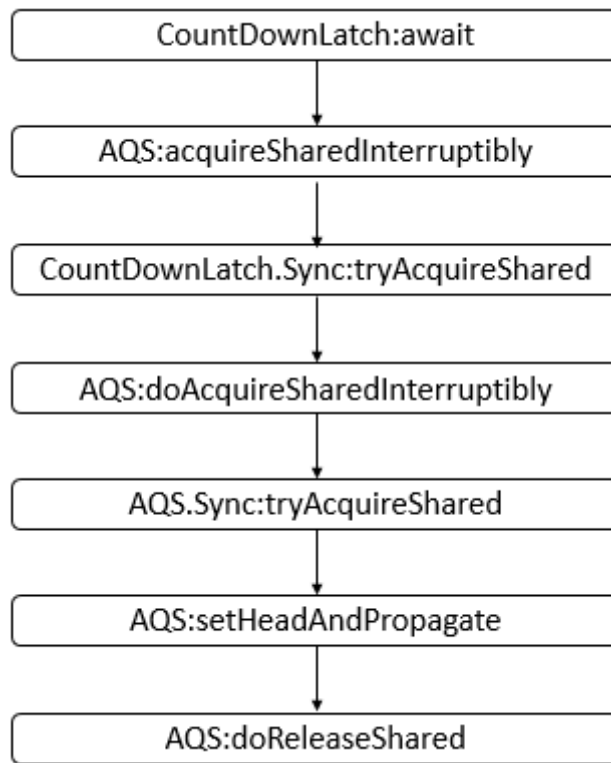 CountDownLatch:await
AQS:acquireSharedInterruptibly
CountDownLatch.Sync:tryAcquireShared
AQS:doAcquireSharedInterruptibly
AQS.Sync:tryAcquireShared
AQS:setHeadAndPropagate
AQS:doReleaseShared